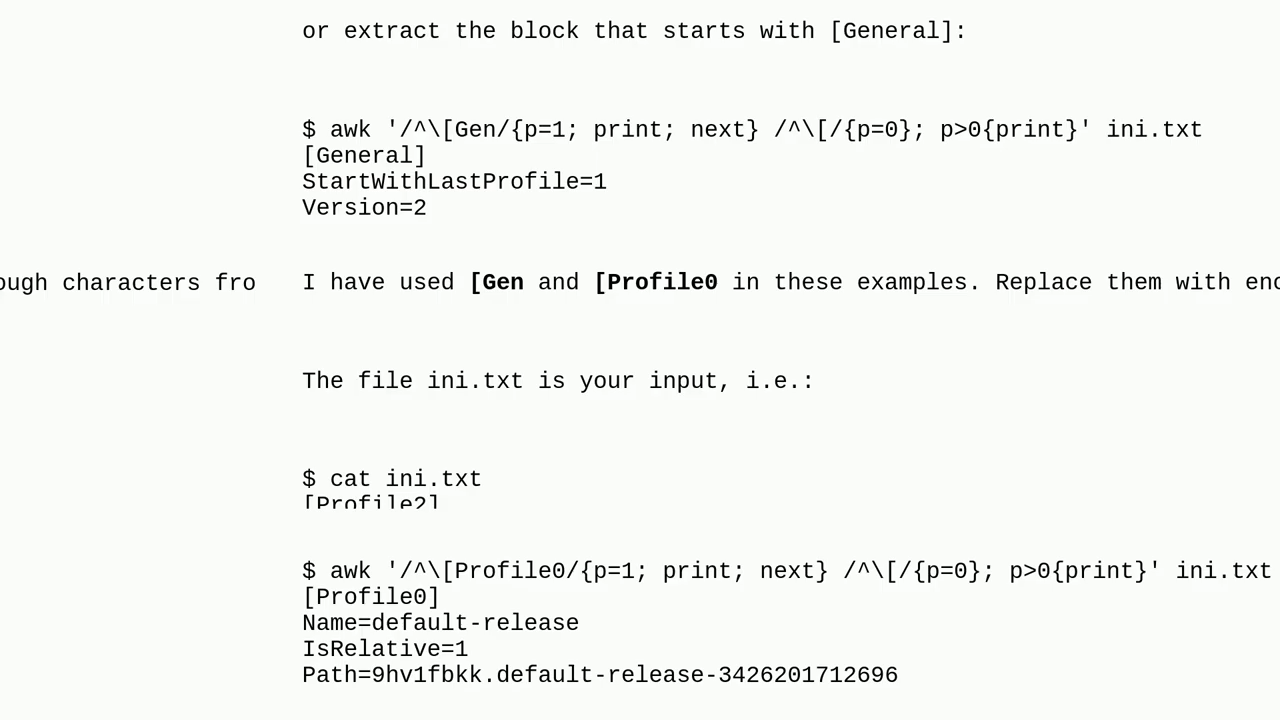 or extract the block that starts with [General]:
$ awk '/^\[Gen/{p=1; print; next} /^\[/{p=0}; p>0{print}' ini.txt
[General]
StartWithLastProfile=1
Version=2
ough characters fro
I have used [Gen and [Profile0 in these examples. Replace them with enc
The file ini.txt is your input, i.e.:
$ cat ini.txt
[Profile2]
$ awk '/^\[Profile0/{p=1; print; next} /^\[/{p=0}; p>0{print}' ini.txt
[Profile0]
Name=default-release
IsRelative=1
Path=9hv1fbkk.default-release-3426201712696